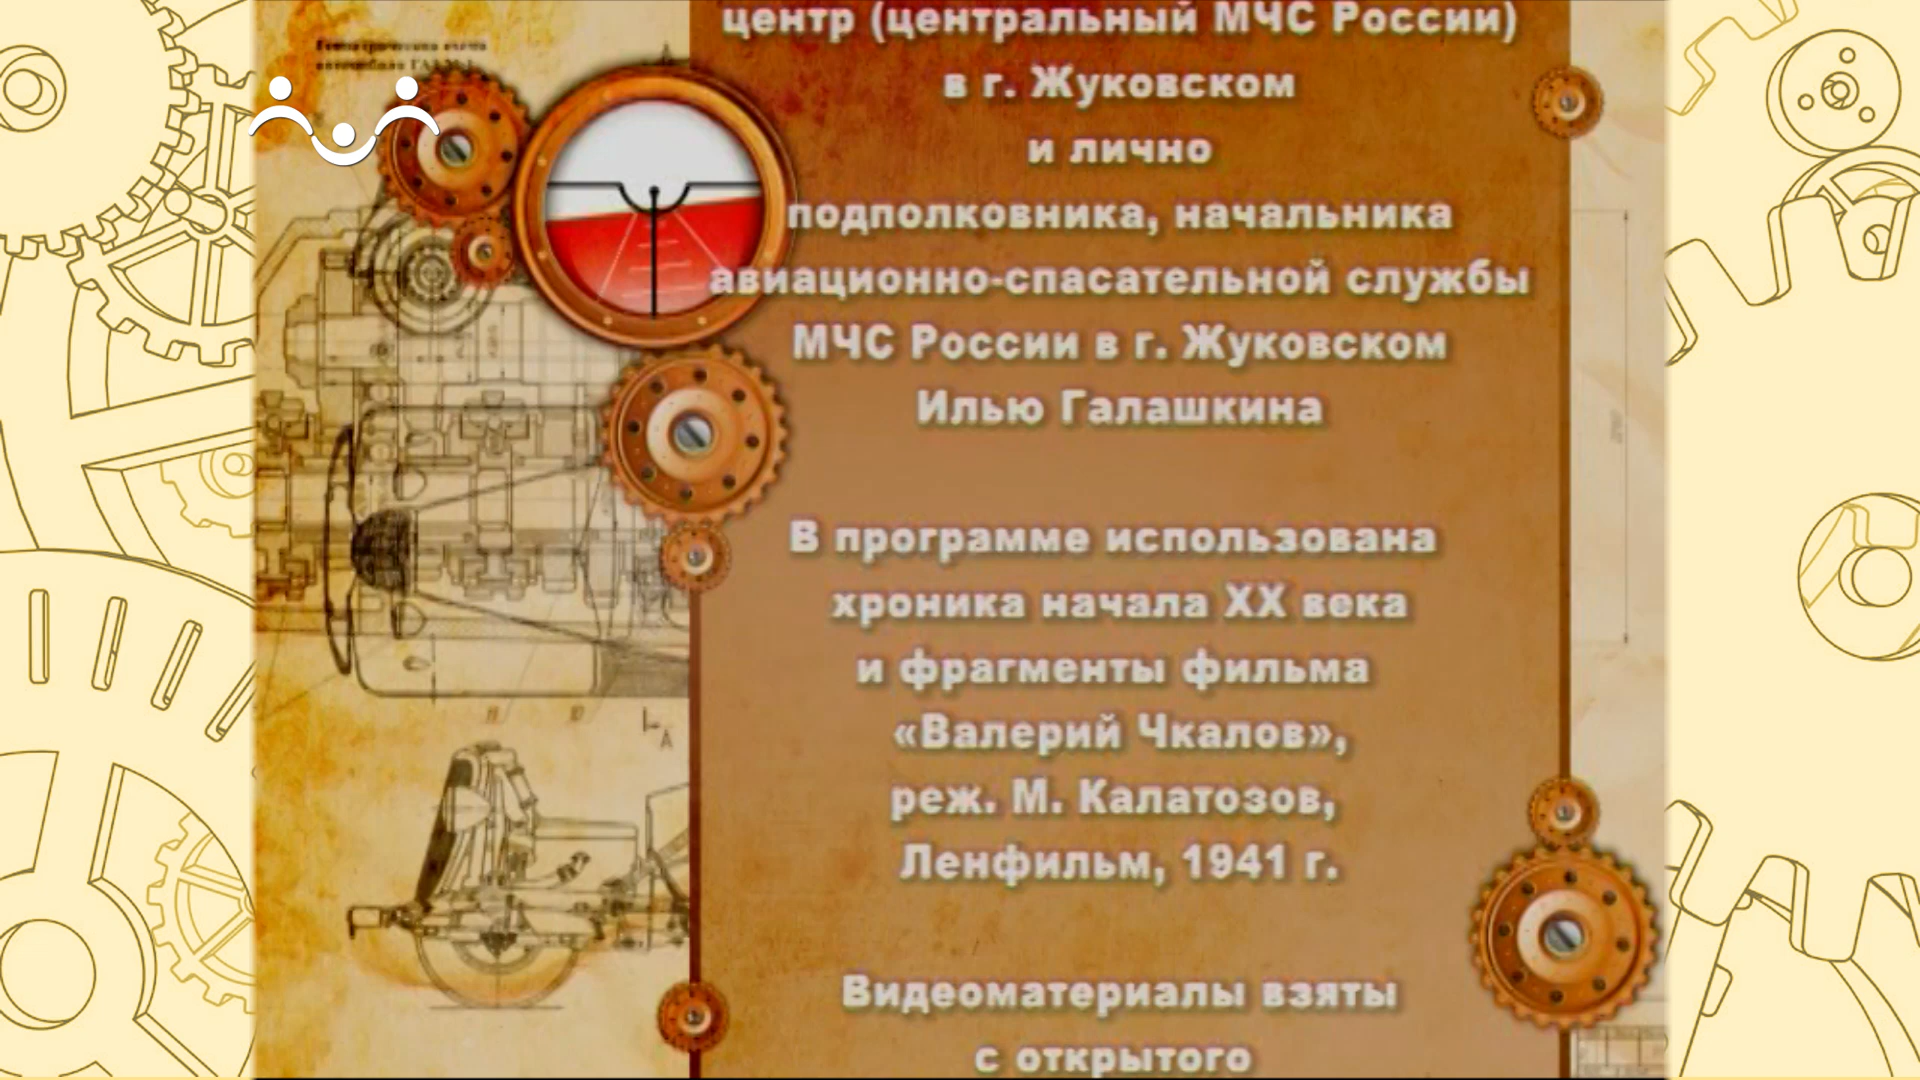 центр (центральный МЧС России)
в г. Жуковском
и лично
подполковника, начальника
авиационно-спасательной службы
МЧС России в г. Жуковском
Илью Галашкина
В программе использована
хроника начала ХХ века
и фрагменты фильма
«Валерий Чкалов»,
реж. М. Калатозов,
Ленфильм, 1941 г.
Видеоматериалы взяты
с открытого
А